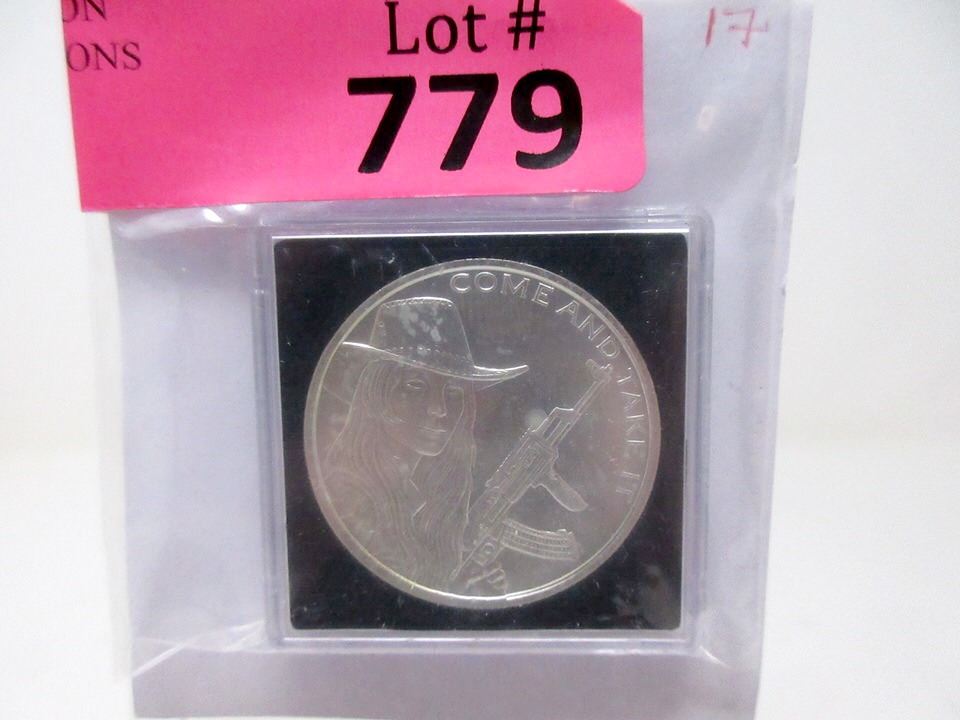 ON
ONS
Lot #
779
17
COME AND TAKE IT